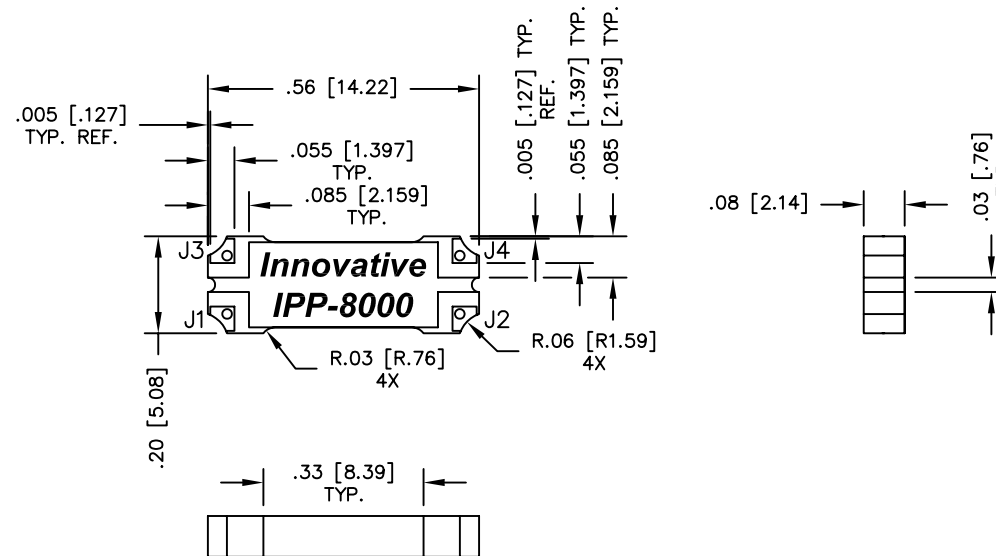 .56 [14.22]
.005 [.127]
TYP. REF.
.055 [1.397]
TYP.
.085 [2.159]
TYP.
.005 [.127] TYP.
REF.
.055 [1.397] TYP.
.085 [2.159] TYP.
J3
J4
Innovative
IPP-8000
J1
J2
R.03 [R.76]
4X
R.06 [R1.59]
4X
.20 [5.08]
.08 [2.14]
.03 [.76]
.33 [8.39]
TYP.